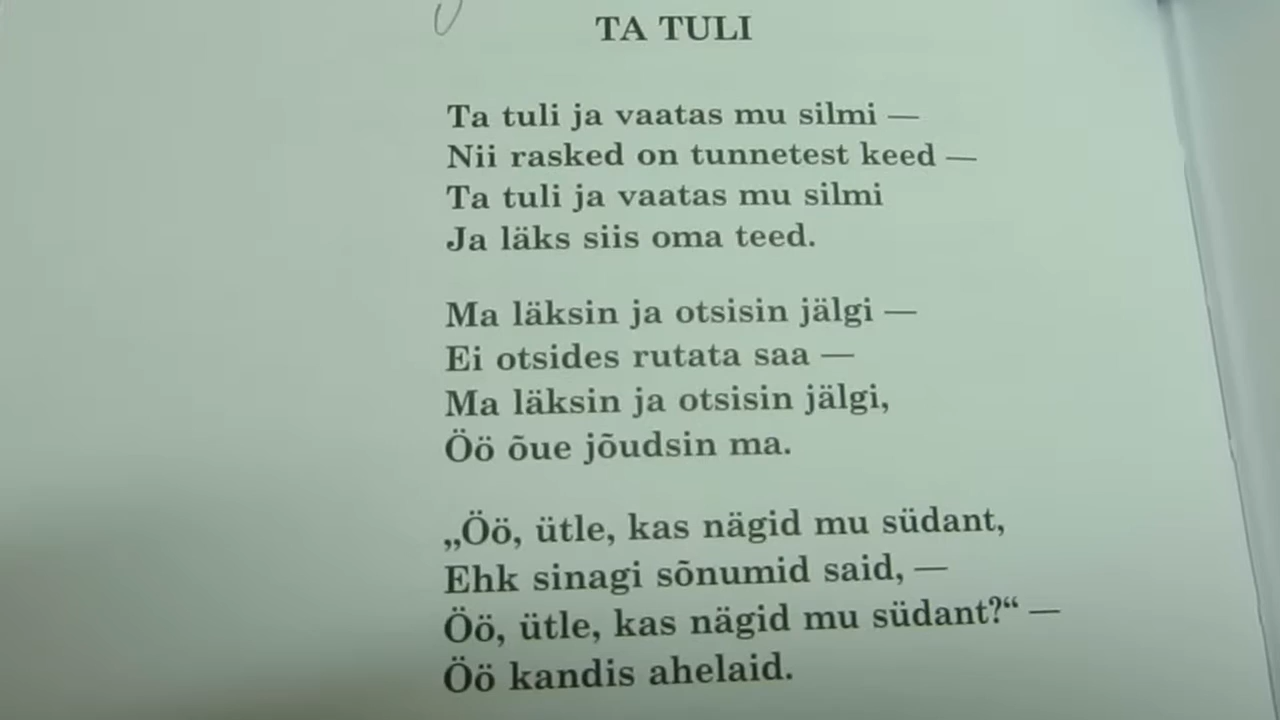 TA TULI
Ta tuli ja vaatas mu silmi —
Nii rasked on tunnetest keed —
Ta tuli ja vaatas mu silmi
Ja läks siis oma teed.
Ma läksin ja otsisin jälgi —
Ei otsides rutata saa —
Ma läksin ja otsisin jälgi,
Öö õue jõudsin ma.
„Öö, ütle, kas nägid mu südant,
Ehk sinagi sõnumid said, —
Öö, ütle, kas nägid mu südant?“ —
Öö kandis ahelaid.